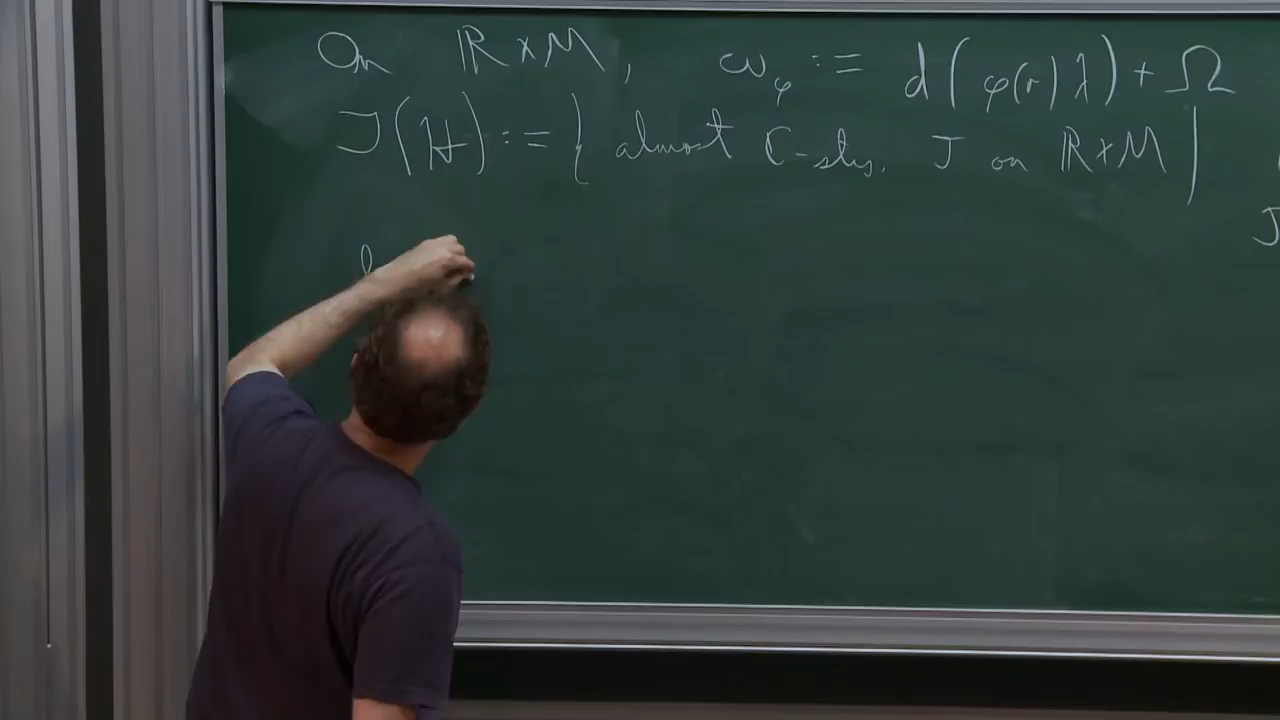 On ℝ×M, ω_φ := d(φ(r)λ) + Ω
J(H) := { almost ℂ-str. J on ℝ×M |
J